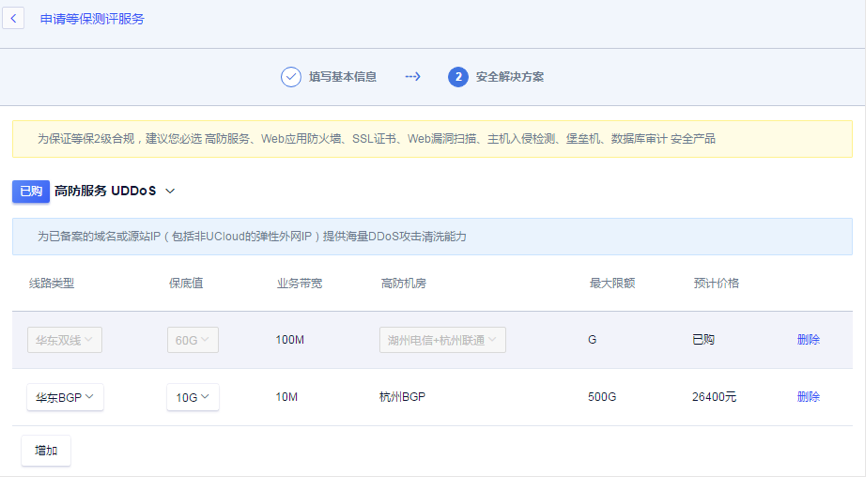 申请等保测评服务
填写基本信息 2 安全解决方案
为保证等保2级合规，建议您必选 高防服务、Web应用防火墙、SSL证书、Web漏洞扫描、主机入侵检测、堡垒机、数据库审计 安全产品
已购 高防服务 UDDoS
为已备案的域名或源站IP（包括非UCloud的弹性外网IP）提供海量DDoS攻击清洗能力
线路类型 保底值 业务带宽 高防机房 最大限额 预计价格
华东双线 60G 100M 湖州电信+杭州联通 G 已购 删除
华东BGP 10G 10M 杭州BGP 500G 26400元 删除
增加